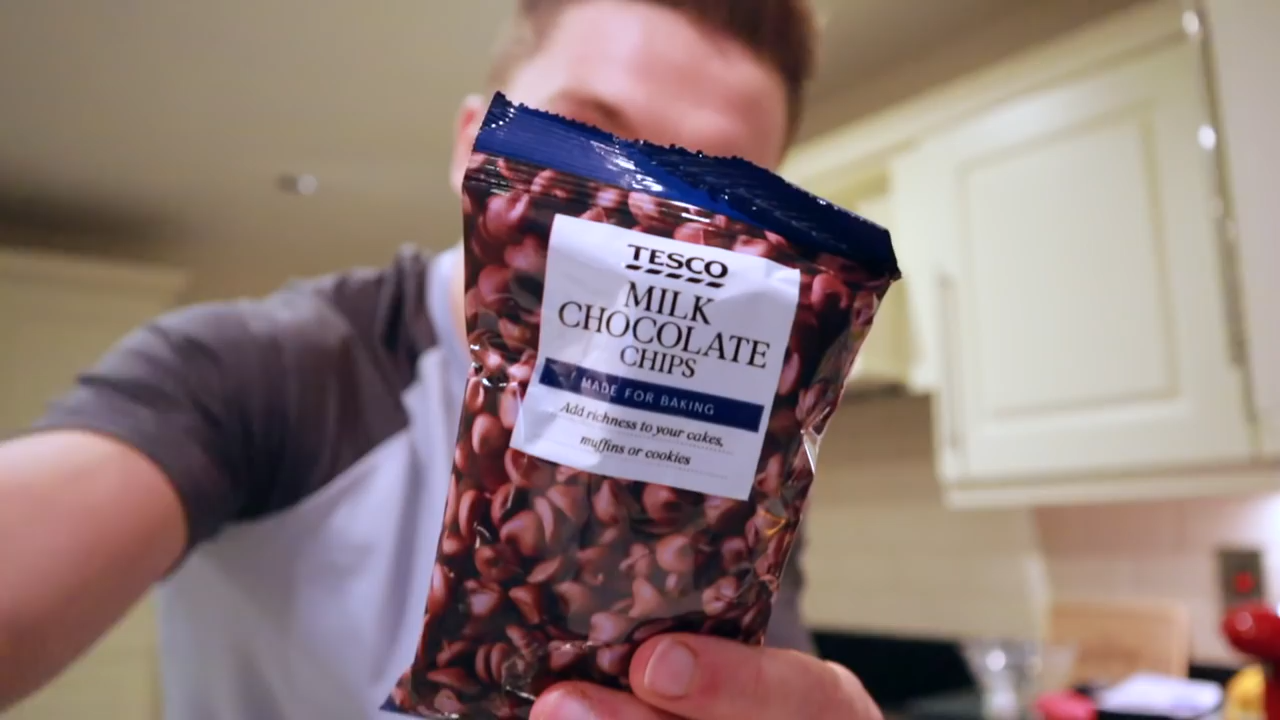 TESCO
MILK
CHOCOLATE
CHIPS
MADE FOR BAKING
Add richness to your cakes,
muffins or cookies